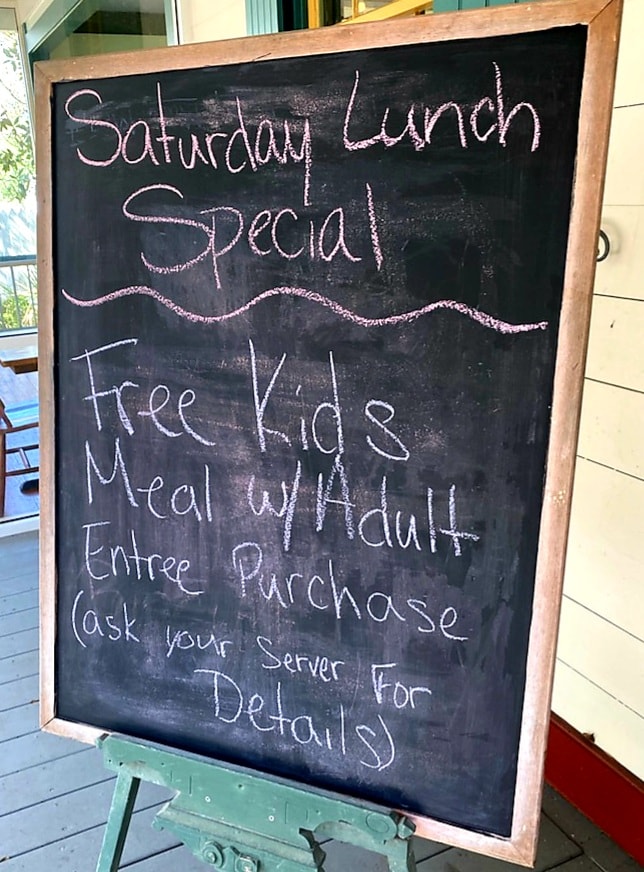 Saturday Lunch
Special
Free Kids
Meal w/ Adult
Entree Purchase
(ask your server For
Details)